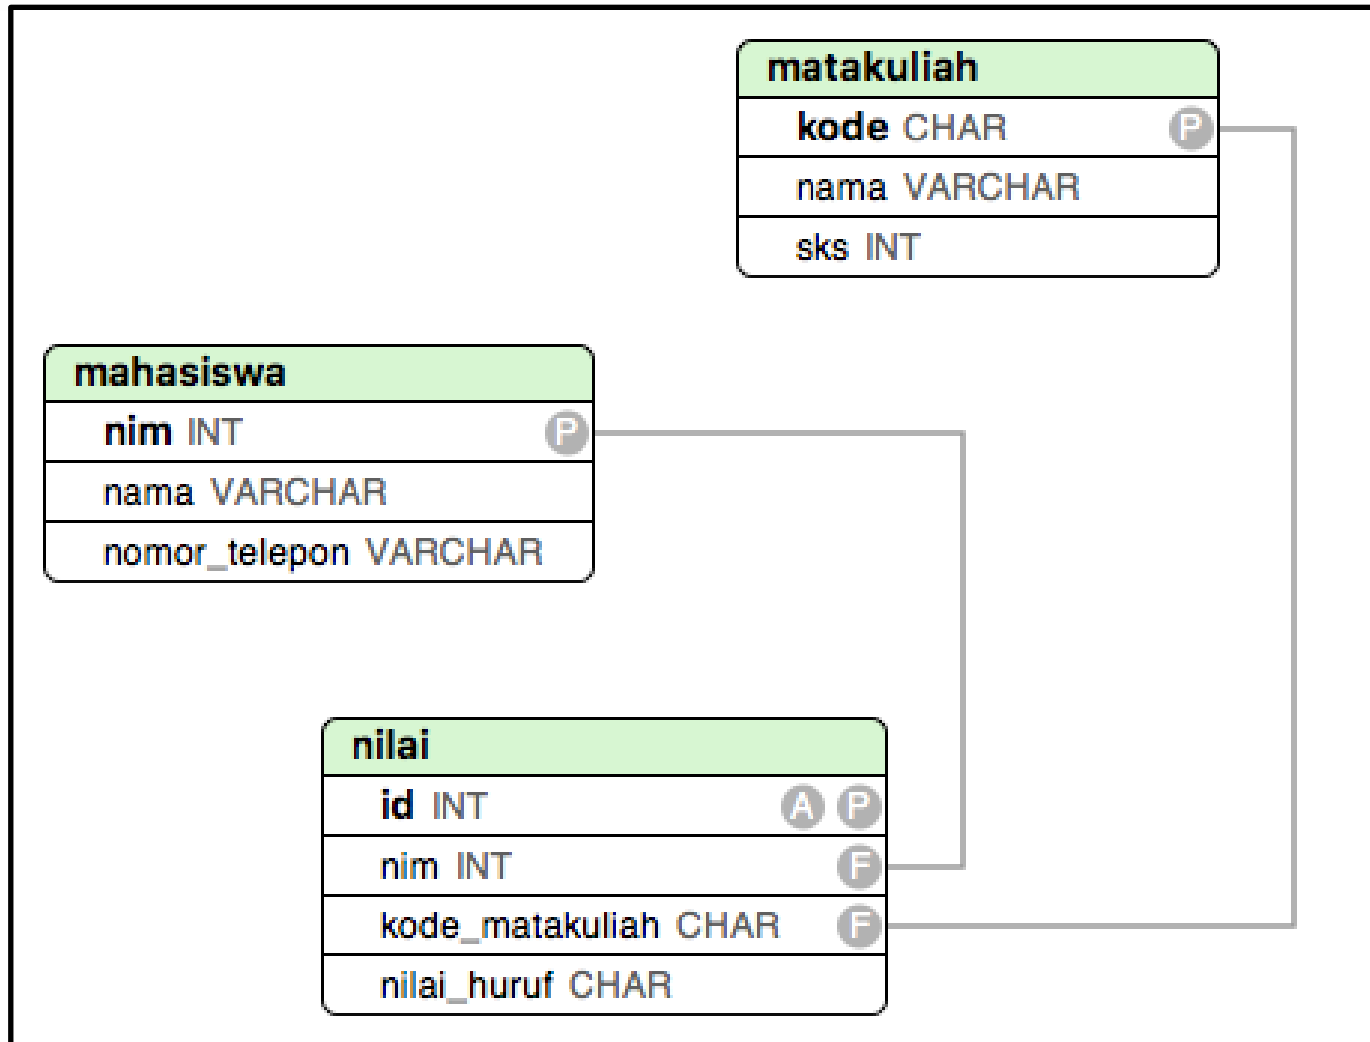 matakuliah
kode CHAR P
nama VARCHAR
sks INT
mahasiswa
nim INT P
nama VARCHAR
nomor_telepon VARCHAR
nilai
id INT A P
nim INT F
kode_matakuliah CHAR F
nilai_huruf CHAR